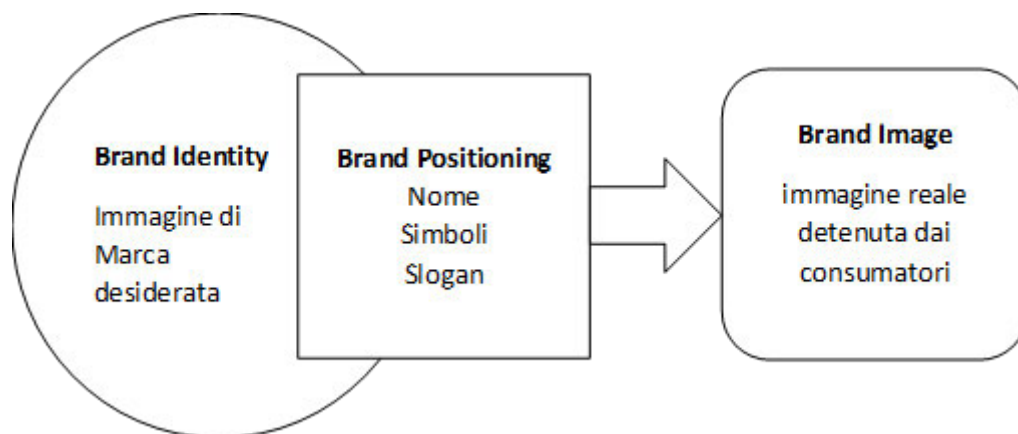 Brand Identity
Immagine di
Marca
desiderata
Brand Positioning
Nome
Simboli
Slogan
Brand Image
immagine reale
detenuta dai
consumatori